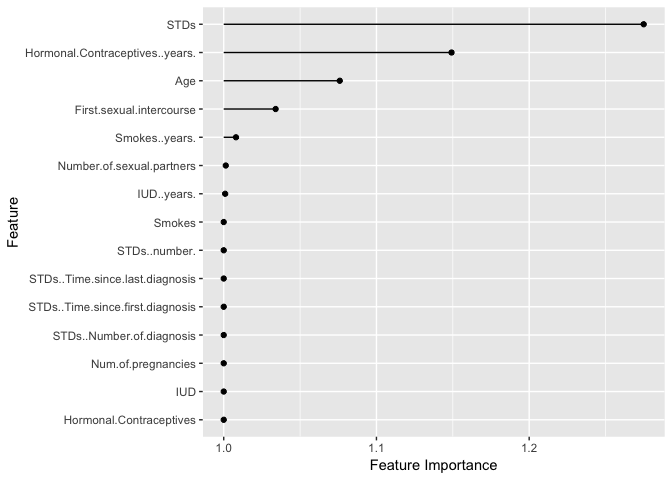 STDs
Hormonal.Contraceptives..years.
Age
First.sexual.intercourse
Smokes..years.
Number.of.sexual.partners
IUD..years.
Smokes
STDs..number.
STDs..Time.since.last.diagnosis
STDs..Time.since.first.diagnosis
STDs..Number.of.diagnosis
Num.of.pregnancies
IUD
Hormonal.Contraceptives
Feature
1.0 1.1 1.2
Feature Importance